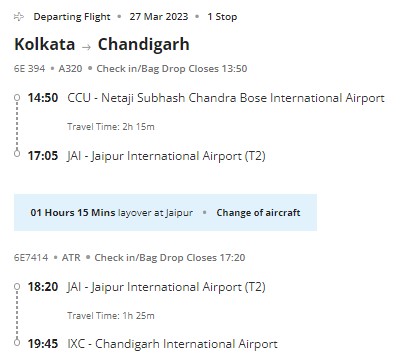 Departing Flight • 27 Mar 2023 • 1 Stop
Kolkata → Chandigarh
6E 394 • A320 • Check in/Bag Drop Closes 13:50
14:50 CCU - Netaji Subhash Chandra Bose International Airport
Travel Time: 2h 15m
17:05 JAI - Jaipur International Airport (T2)
01 Hours 15 Mins layover at Jaipur • Change of aircraft
6E7414 • ATR • Check in/Bag Drop Closes 17:20
18:20 JAI - Jaipur International Airport (T2)
Travel Time: 1h 25m
19:45 IXC - Chandigarh International Airport